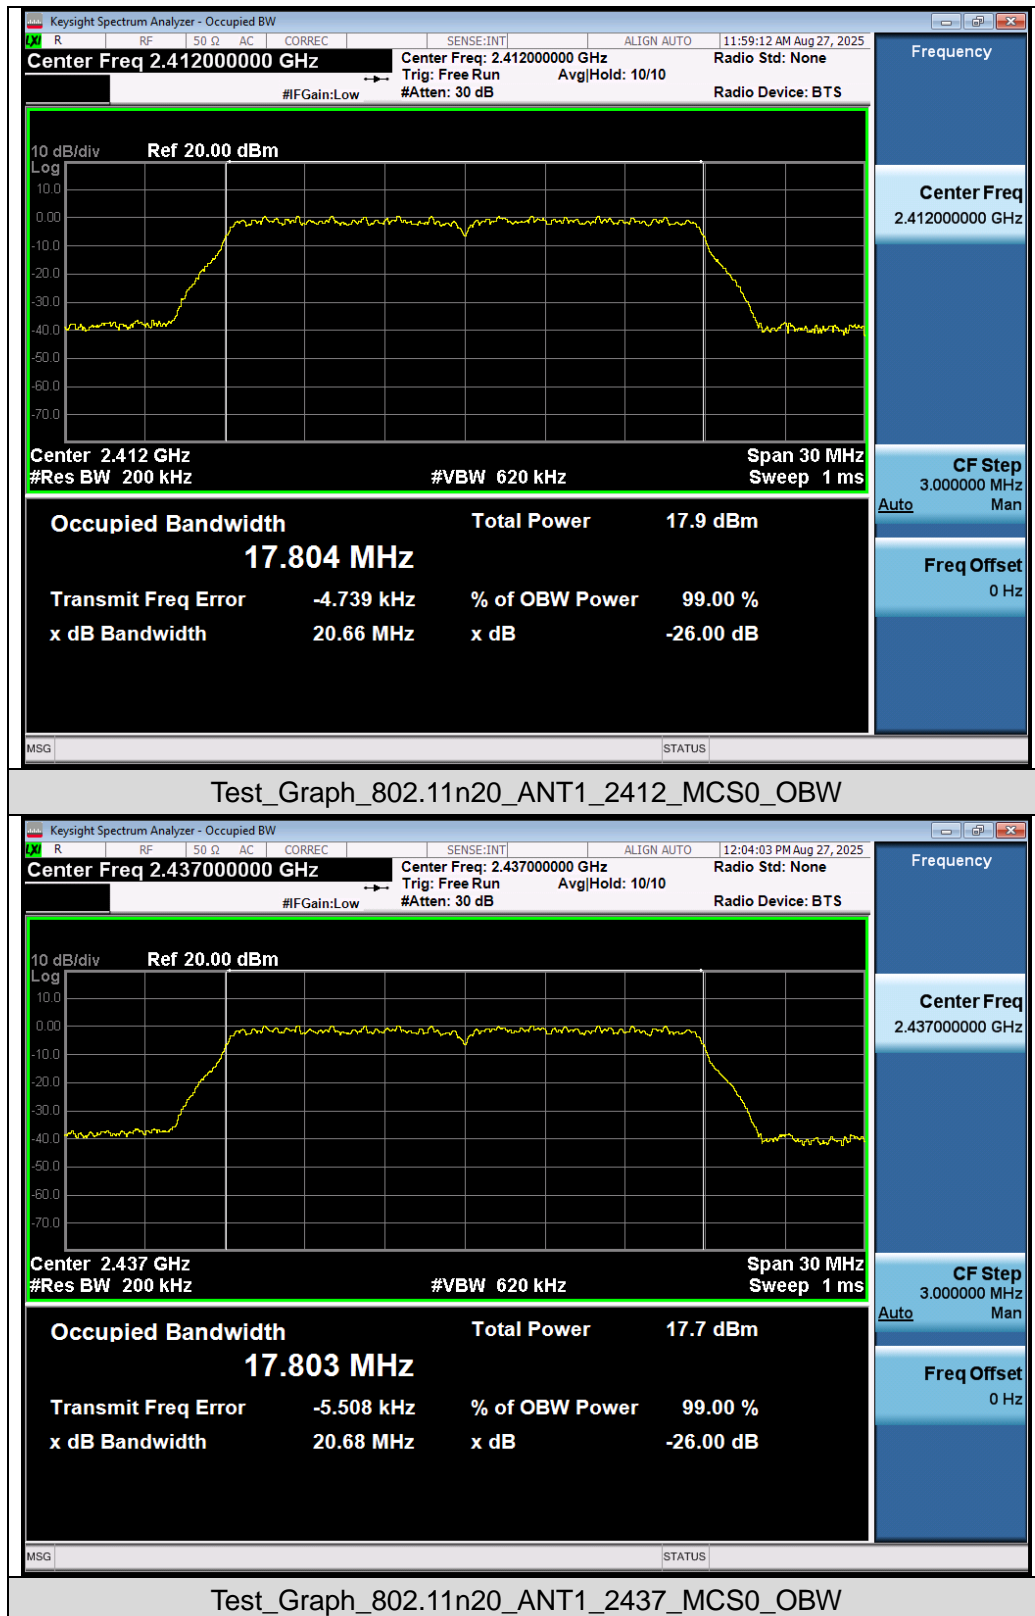 Keysight Spectrum Analyzer - Occupied BW
LXI R RF 50 Ω AC CORREC SENSE:INT ALIGN AUTO 11:59:12 AM Aug 27, 2025
Center Freq 2.412000000 GHz Center Freq: 2.412000000 GHz Radio Std: None Frequency
Trig: Free Run Avg|Hold: 10/10
#IFGain:Low #Atten: 30 dB Radio Device: BTS
10 dB/div Ref 20.00 dBm
Log
10.0
0.00
-10.0
-20.0
-30.0
-40.0
-50.0
-60.0
-70.0
Center 2.412 GHz Span 30 MHz
#Res BW 200 kHz #VBW 620 kHz Sweep 1 ms
Center Freq
2.412000000 GHz
CF Step
3.000000 MHz
Auto Man
Freq Offset
0 Hz
Occupied Bandwidth Total Power 17.9 dBm
17.804 MHz
Transmit Freq Error -4.739 kHz % of OBW Power 99.00 %
x dB Bandwidth 20.66 MHz x dB -26.00 dB
MSG STATUS
Test_Graph_802.11n20_ANT1_2412_MCS0_OBW
Keysight Spectrum Analyzer - Occupied BW
LXI R RF 50 Ω AC CORREC SENSE:INT ALIGN AUTO 12:04:03 PM Aug 27, 2025
Center Freq 2.437000000 GHz Center Freq: 2.437000000 GHz Radio Std: None Frequency
Trig: Free Run Avg|Hold: 10/10
#IFGain:Low #Atten: 30 dB Radio Device: BTS
10 dB/div Ref 20.00 dBm
Log
10.0
0.00
-10.0
-20.0
-30.0
-40.0
-50.0
-60.0
-70.0
Center 2.437 GHz Span 30 MHz
#Res BW 200 kHz #VBW 620 kHz Sweep 1 ms
Center Freq
2.437000000 GHz
CF Step
3.000000 MHz
Auto Man
Freq Offset
0 Hz
Occupied Bandwidth Total Power 17.7 dBm
17.803 MHz
Transmit Freq Error -5.508 kHz % of OBW Power 99.00 %
x dB Bandwidth 20.68 MHz x dB -26.00 dB
MSG STATUS
Test_Graph_802.11n20_ANT1_2437_MCS0_OBW